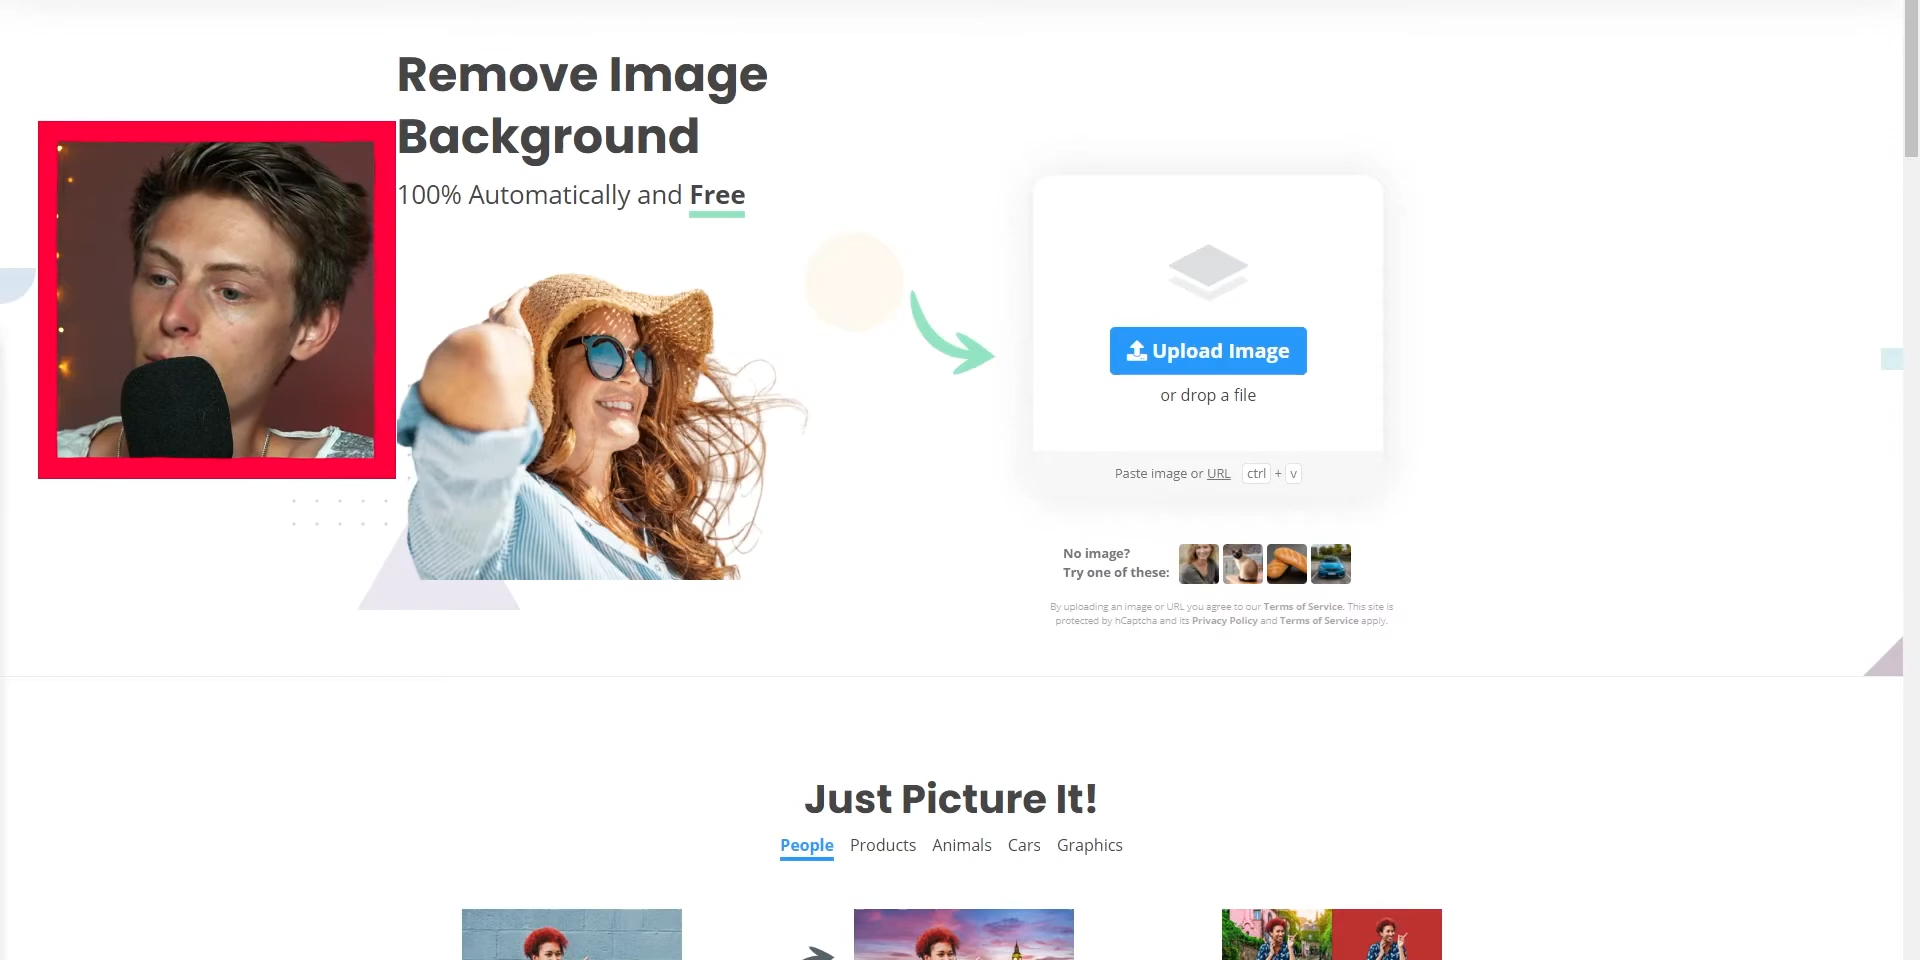 Remove Image
Background
100% Automatically and Free
Upload Image
or drop a file
Paste image or URL ctrl + v
No image?
Try one of these:
By uploading an image or URL you agree to our Terms of Service. This site is
protected by hCaptcha and its Privacy Policy and Terms of Service apply.
Just Picture It!
People Products Animals Cars Graphics